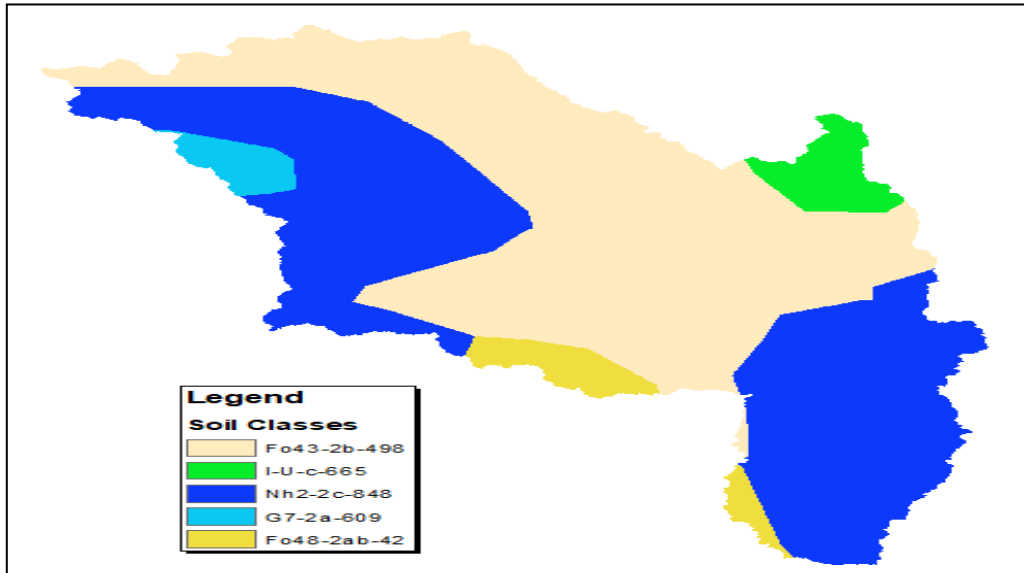 Legend
Soil Classes
Fo43-2b-498
I-U-c-665
Nh2-2c-848
G7-2a-609
Fo48-2ab-42